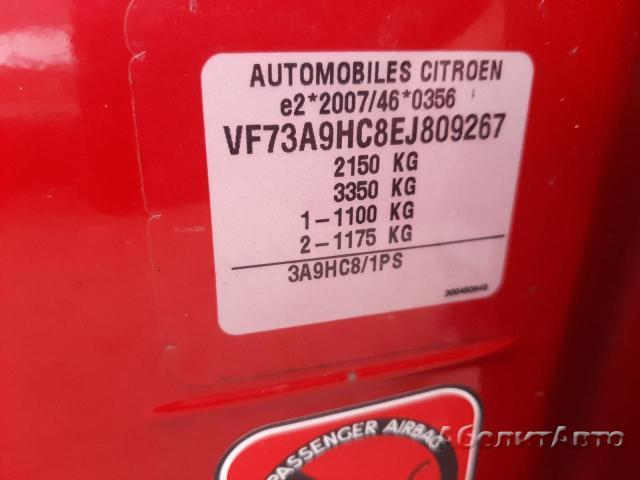 AUTOMOBILES CITROEN
e2*2007/46*0356
VF73A9HC8EJ809267
2150 KG
3350 KG
1-1100 KG
2-1175 KG
3A9HC8/1PS
PASSENGER AIRBAG
АбсолютАвто